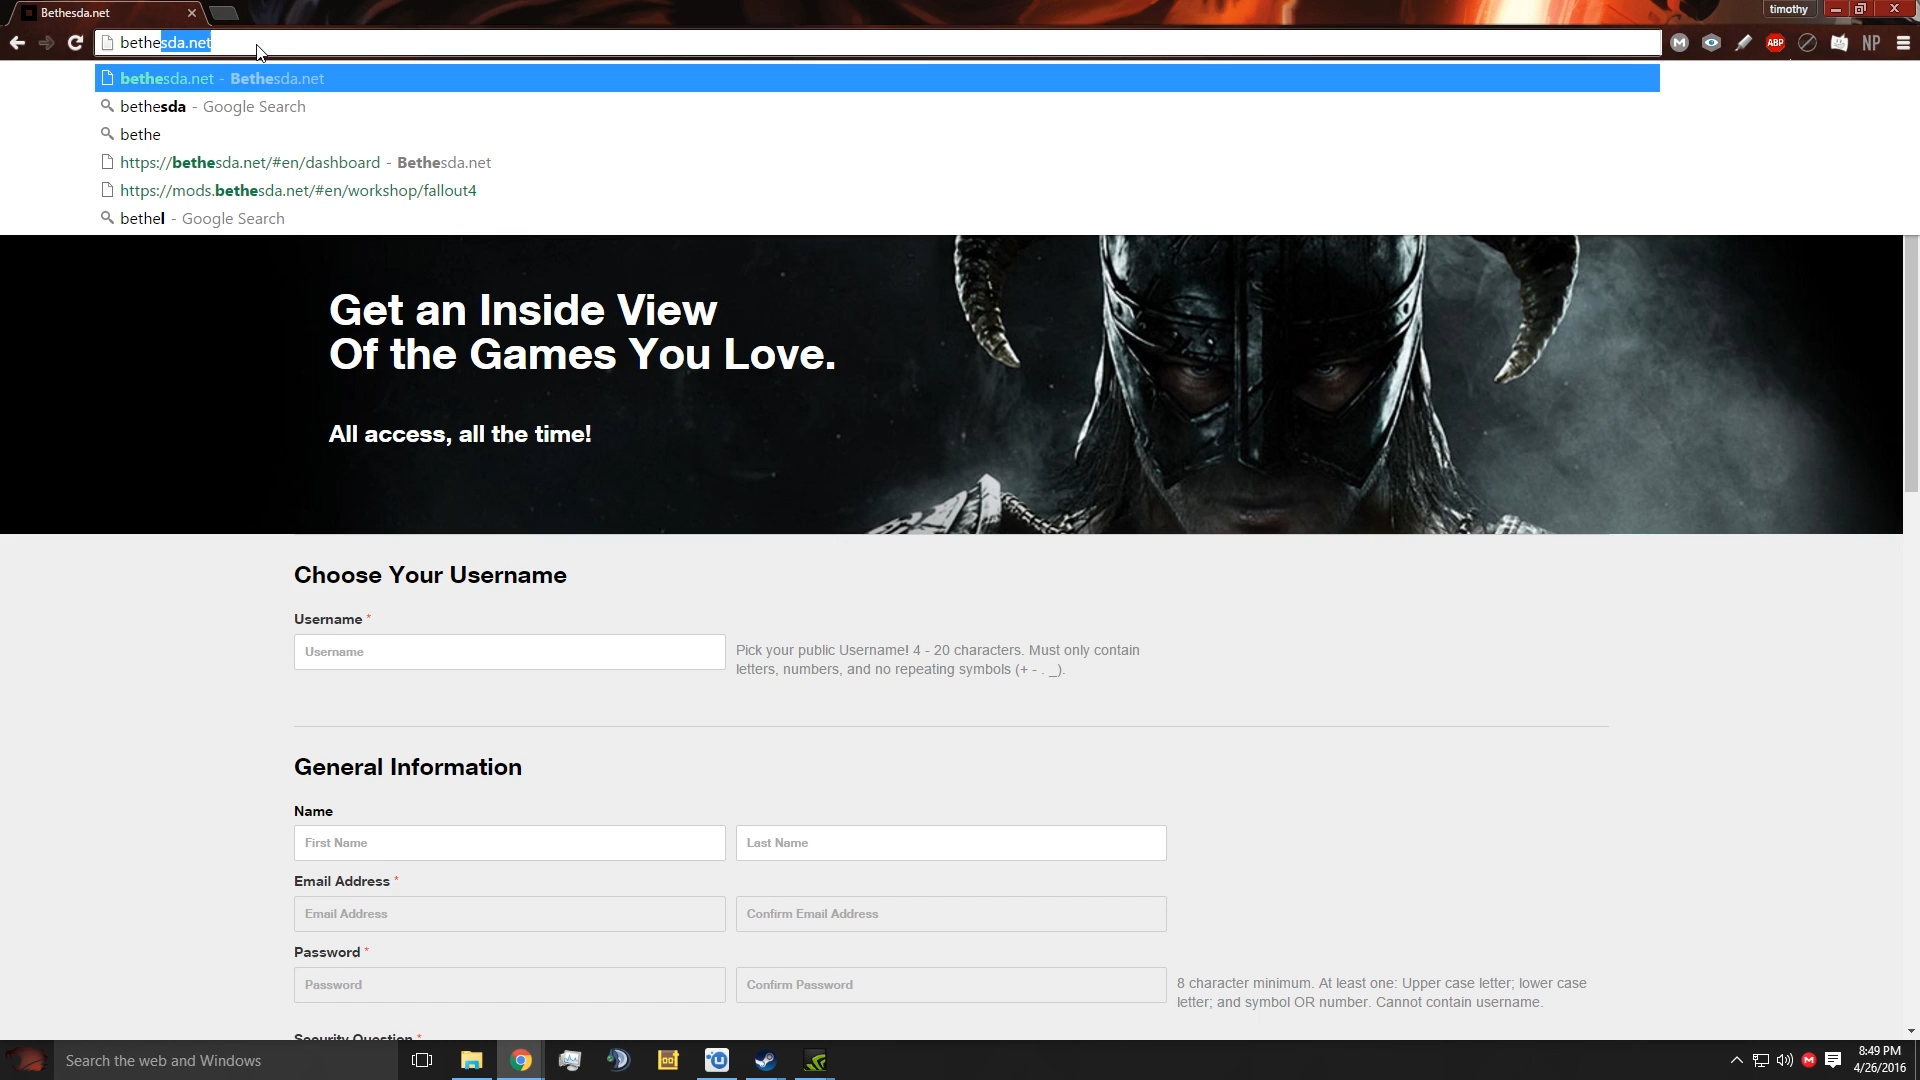 Bethesda.net
timothy
bethesda.net
ABP
NP
bethesda.net - Bethesda.net
bethesda - Google Search
bethe
https://bethesda.net/#en/dashboard - Bethesda.net
https://mods.bethesda.net/#en/workshop/fallout4
bethel - Google Search
Get an Inside View
Of the Games You Love.
All access, all the time!
Choose Your Username
Username *
Username
Pick your public Username! 4 - 20 characters. Must only contain
letters, numbers, and no repeating symbols (+ - . _).
General Information
Name
First Name
Last Name
Email Address *
Email Address
Confirm Email Address
Password *
Password
Confirm Password
8 character minimum. At least one: Upper case letter; lower case
letter; and symbol OR number. Cannot contain username.
Security Question *
Search the web and Windows
8:49 PM
4/26/2016